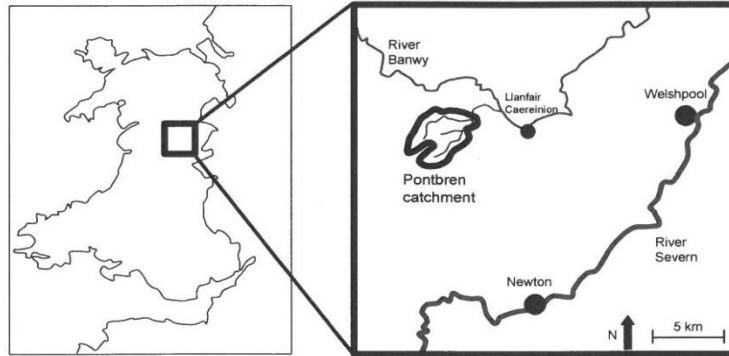 River
Banwy
Llanfair
Caereinion
Welshpool
Pontbren
catchment
River
Severn
Newton
N
5 km